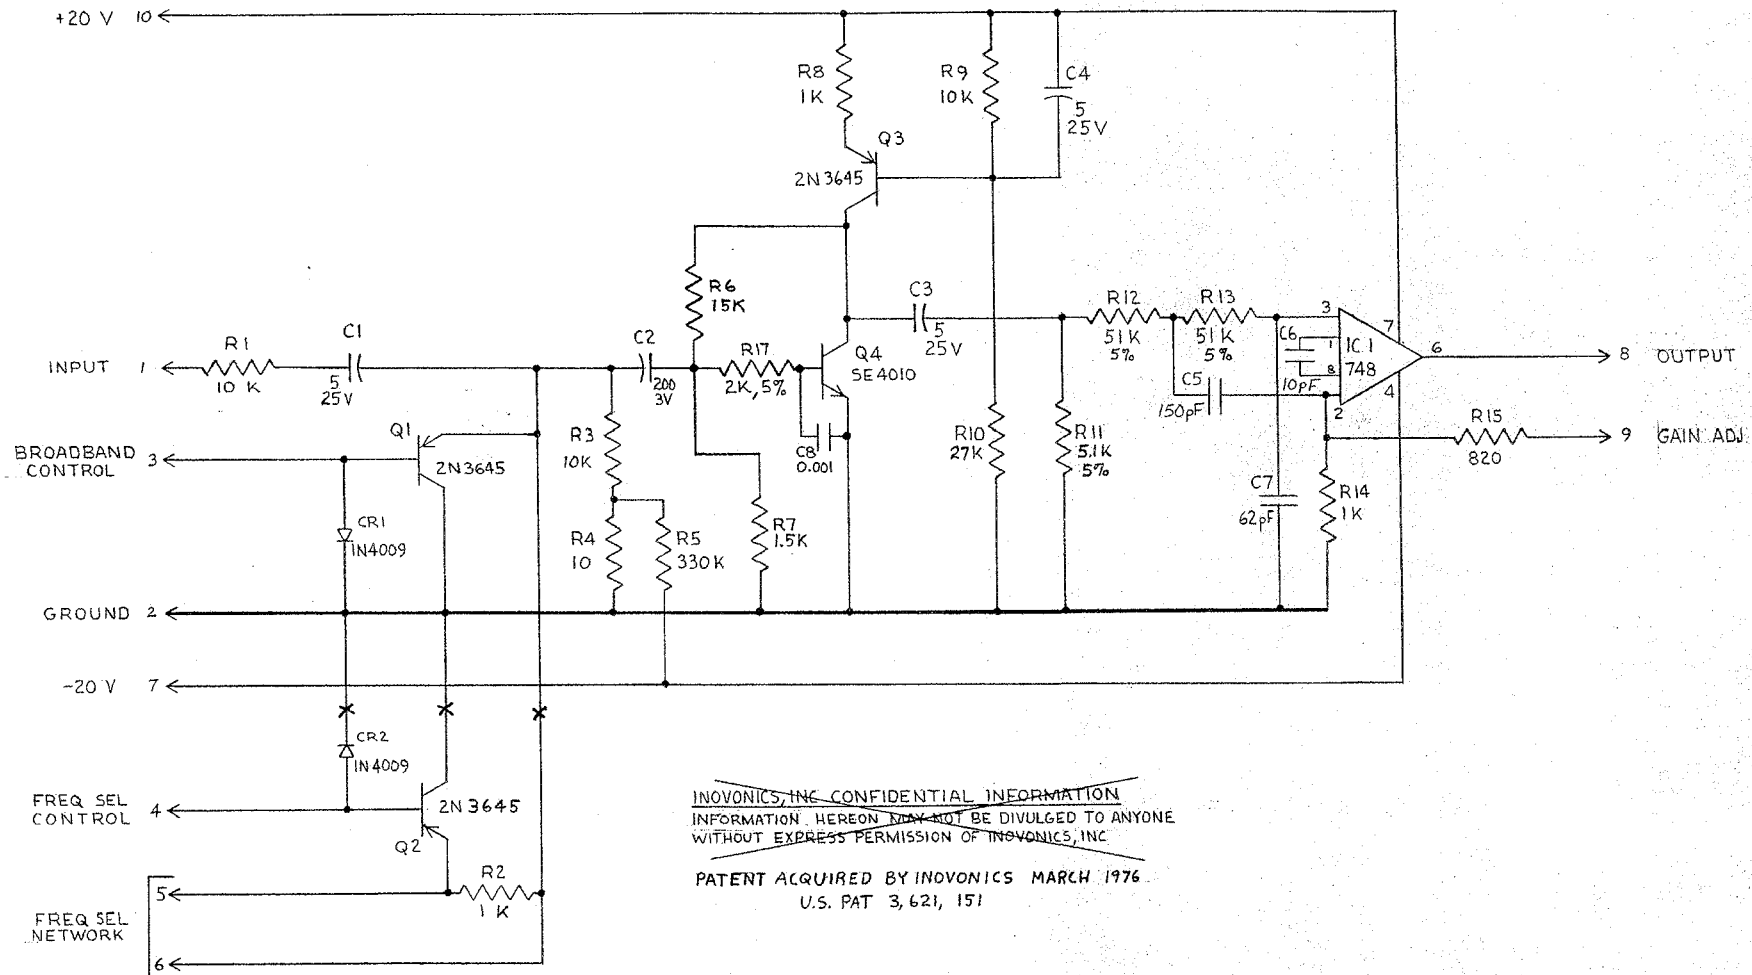 +20 V 10
R8
1K
R9
10K
C4
5
25V
Q3
2N3645
R6
15K
C3
5
25V
R12
51K
5%
R13
51K
5%
3
7
C6
1
IC.1
748
8
10pF
6
8 OUTPUT
INPUT 1
R1
10 K
C1
5
25V
C2
200
3V
R17
2K, 5%
Q4
SE4010
C5
150pF
2
4
R15
820
9 GAIN ADJ
BROADBAND
CONTROL 3
Q1
2N3645
R3
10K
C8
0.001
R10
27K
R11
5.1K
5%
C7
62pF
R14
1K
CR1
IN4009
R4
10
R5
330K
R7
1.5K
GROUND 2
-20 V 7
CR2
IN4009
FREQ SEL
CONTROL 4
2N3645
Q2
R2
1K
5
FREQ SEL
NETWORK
6
INOVONICS, INC CONFIDENTIAL INFORMATION
INFORMATION HEREON MAY NOT BE DIVULGED TO ANYONE
WITHOUT EXPRESS PERMISSION OF INOVONICS, INC
PATENT ACQUIRED BY INOVONICS MARCH 1976
U.S. PAT 3,621,151